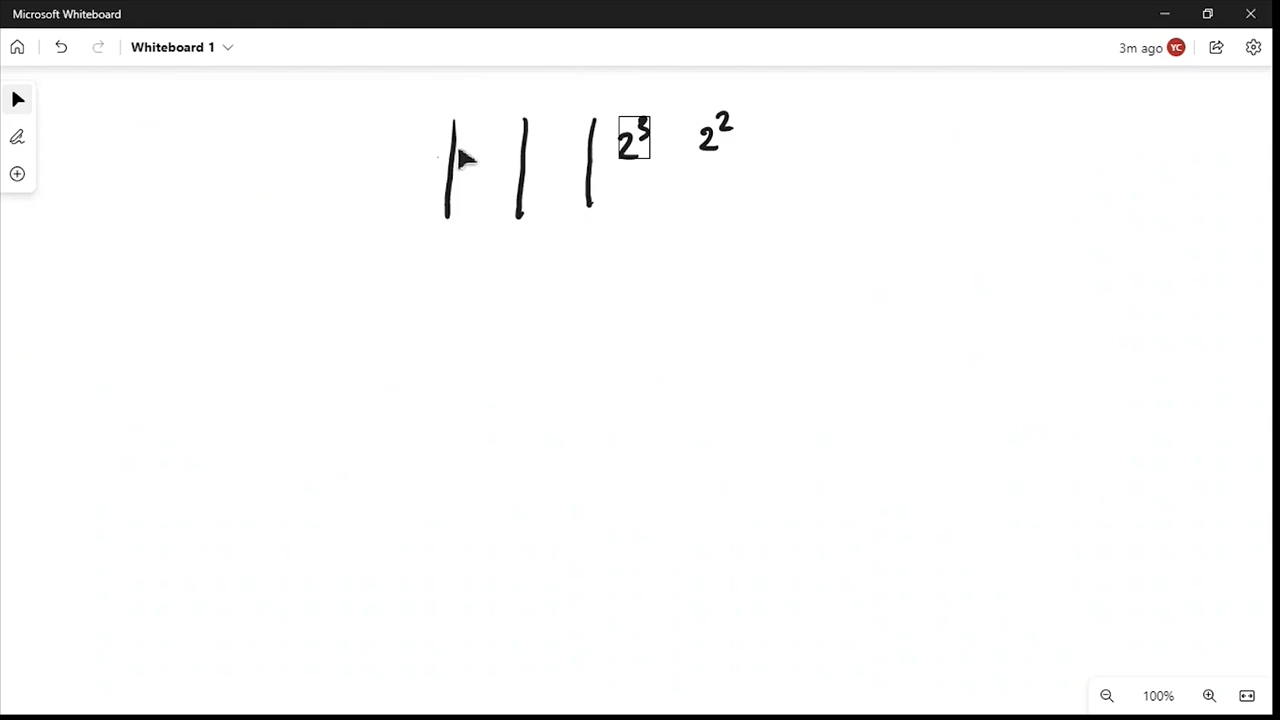 Microsoft Whiteboard
Whiteboard 1
3m ago YC
| | | 2³ 2²
100%